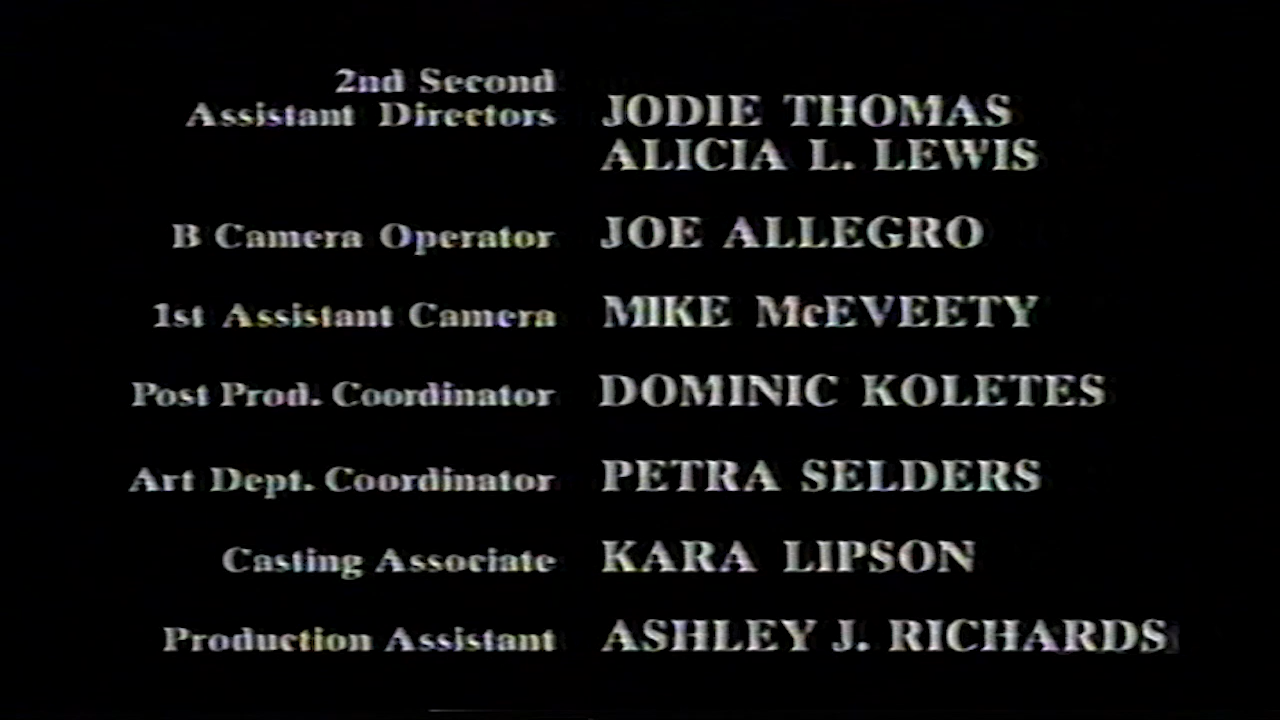 2nd Second
Assistant Directors JODIE THOMAS
ALICIA L. LEWIS
B Camera Operator JOE ALLEGRO
1st Assistant Camera MIKE McEVEETY
Post Prod. Coordinator DOMINIC KOLETES
Art Dept. Coordinator PETRA SELDERS
Casting Associate KARA LIPSON
Production Assistant ASHLEY J. RICHARDS